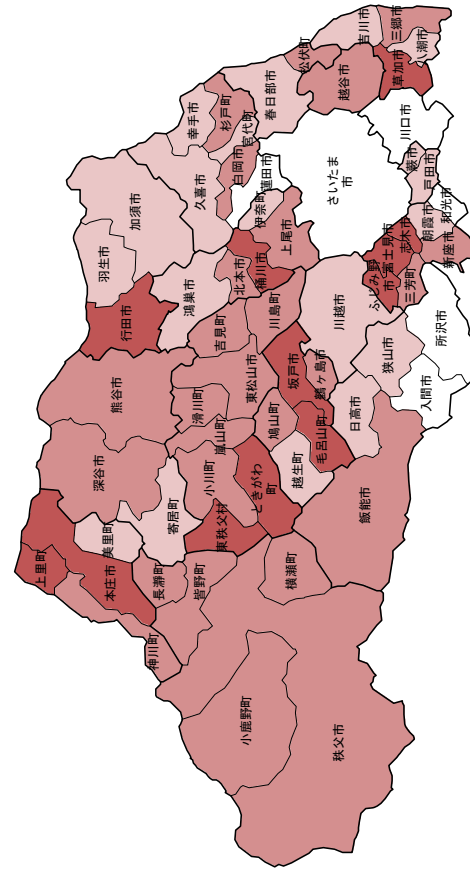 吉川市
三郷市
八潮市
松伏町
草加市
越谷市
春日部市
杉戸町
幸手市
宮代町
白岡市
蓮田市
久喜市
加須市
羽生市
行田市
川口市
蕨市
戸田市
さいたま
市
伊奈町
上尾市
桶川市
北本市
鴻巣市
和光市
朝霞市
新座市
志木市
富士見市
ふじみ野
市
三芳町
川越市
川島町
吉見町
所沢市
狭山市
入間市
日高市
鶴ヶ島市
坂戸市
東松山市
滑川町
熊谷市
毛呂山町
鳩山町
嵐山町
越生町
ときがわ
町
小川町
深谷市
寄居町
飯能市
東秩父村
美里町
横瀬町
皆野町
長瀞町
本庄市
上里町
神川町
小鹿野町
秩父市